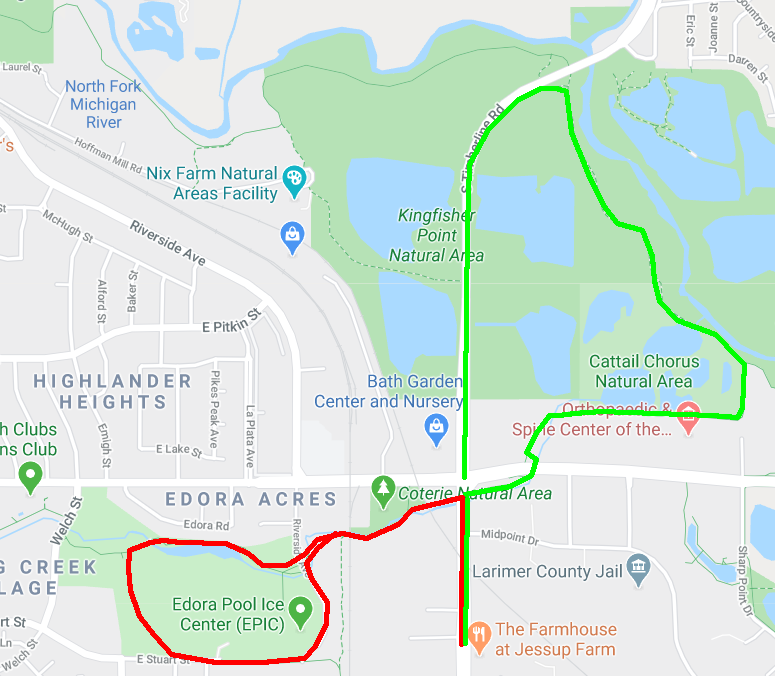 Eric St
Joanne St
Countryside
Darren St
Laurel St
North Fork
Michigan
River
Hoffman Mill Rd
r's
Nix Farm Natural
Areas Facility
S Timberline Rd
Kingfisher
Point
Natural Area
McHugh St
Riverside Ave
Alford St
Baker St
E Pitkin St
HIGHLANDER
HEIGHTS
Pikes Peak Ave
La Plata Ave
Bath Garden
Center and Nursery
Cattail Chorus
Natural Area
Orthopaedic &
Spine Center of the...
h Clubs
ns Club
Emigh St
E Lake St
EDORA ACRES
Coterie Natural Area
Welch St
Edora Rd
Riverside Ave
Midpoint Dr
Larimer County Jail
Sharp Point Dr
G CREEK
LAGE
Edora Pool Ice
Center (EPIC)
art St
Ln
Welch St
E Stuart St
The Farmhouse
at Jessup Farm